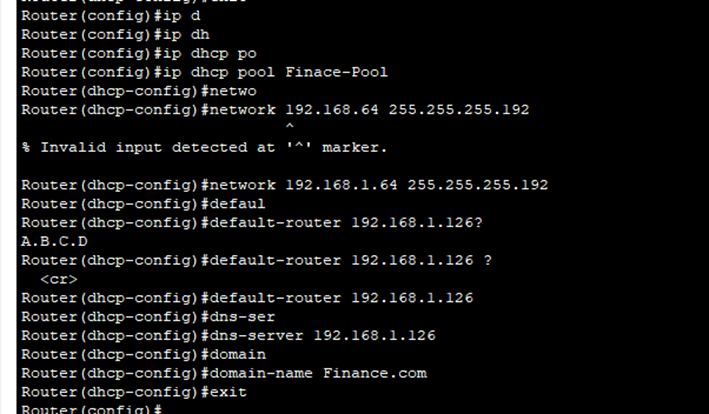 Router(dhcp-config)#exit
Router(config)#ip d
Router(config)#ip dh
Router(config)#ip dhcp po
Router(config)#ip dhcp pool Finace-Pool
Router(dhcp-config)#netwo
Router(dhcp-config)#network 192.168.64 255.255.255.192
^
% Invalid input detected at '^' marker.
Router(dhcp-config)#network 192.168.1.64 255.255.255.192
Router(dhcp-config)#defaul
Router(dhcp-config)#default-router 192.168.1.126?
A.B.C.D
Router(dhcp-config)#default-router 192.168.1.126 ?
<cr>
Router(dhcp-config)#default-router 192.168.1.126
Router(dhcp-config)#dns-ser
Router(dhcp-config)#dns-server 192.168.1.126
Router(dhcp-config)#domain
Router(dhcp-config)#domain-name Finance.com
Router(dhcp-config)#exit
Router(config)#